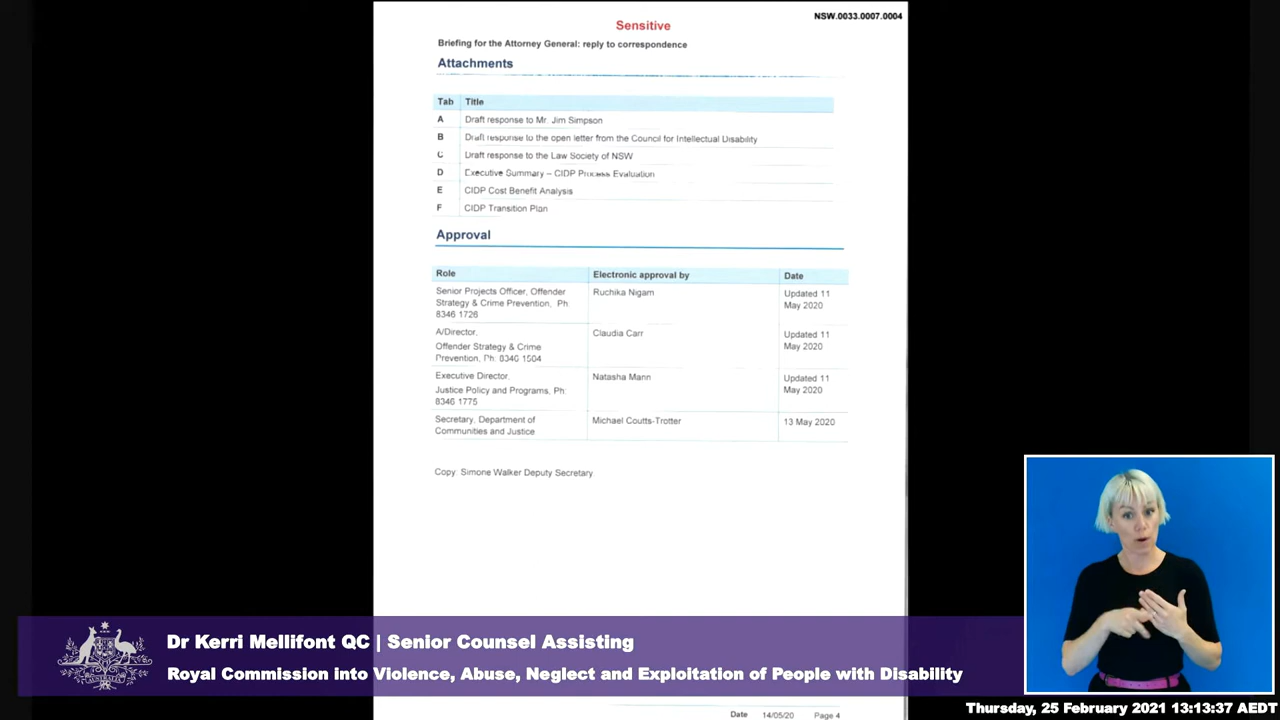 NSW.0033.0007.0004
Sensitive
Briefing for the Attorney General: reply to correspondence
Attachments
Tab Title
A Draft response to Mr. Jim Simpson
B Draft response to the open letter from the Council for Intellectual Disability
C Draft response to the Law Society of NSW
D Executive Summary – CIDP Process Evaluation
E CIDP Cost Benefit Analysis
F CIDP Transition Plan
Approval
Role Electronic approval by Date
Senior Projects Officer, Offender Ruchika Nigam Updated 11
Strategy & Crime Prevention, Ph: May 2020
8346 1726
A/Director, Claudia Carr Updated 11
Offender Strategy & Crime May 2020
Prevention, Ph: 8346 1504
Executive Director, Natasha Mann Updated 11
Justice Policy and Programs, Ph: May 2020
8346 1775
Secretary, Department of Michael Coutts-Trotter 13 May 2020
Communities and Justice
Copy: Simone Walker Deputy Secretary.
Dr Kerri Mellifont QC | Senior Counsel Assisting
Royal Commission into Violence, Abuse, Neglect and Exploitation of People with Disability
Thursday, 25 February 2021 13:13:37 AEDT
Date 14/05/20 Page 4